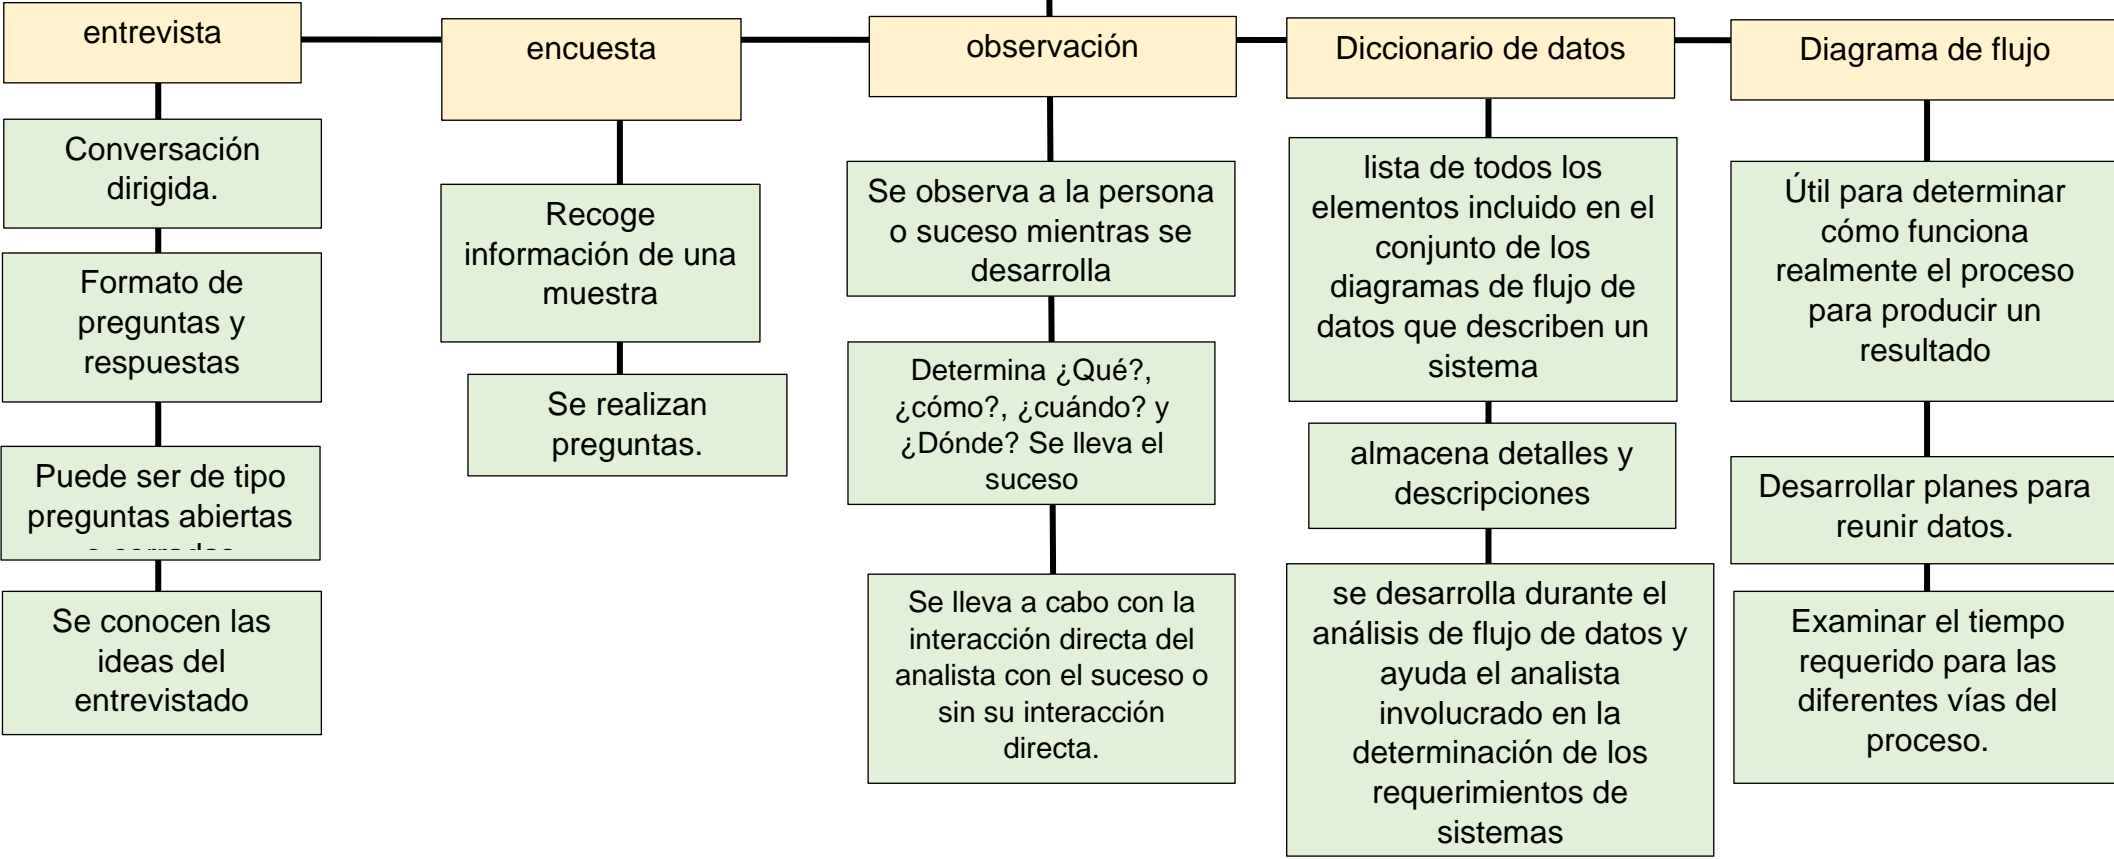 entrevista
Conversación
dirigida.
Formato de
preguntas y
respuestas
Puede ser de tipo
preguntas abiertas
Se conocen las
ideas del
entrevistado
encuesta
Recoge
información de una
muestra
Se realizan
preguntas.
observación
Se observa a la persona
o suceso mientras se
desarrolla
Determina ¿Qué?,
¿cómo?, ¿cuándo? y
¿Dónde? Se lleva el
suceso
Se lleva a cabo con la
interacción directa del
analista con el suceso o
sin su interacción
directa.
Diccionario de datos
lista de todos los
elementos incluido en el
conjunto de los
diagramas de flujo de
datos que describen un
sistema
almacena detalles y
descripciones
se desarrolla durante el
análisis de flujo de datos y
ayuda el analista
involucrado en la
determinación de los
requerimientos de
sistemas
Diagrama de flujo
Útil para determinar
cómo funciona
realmente el proceso
para producir un
resultado
Desarrollar planes para
reunir datos.
Examinar el tiempo
requerido para las
diferentes vías del
proceso.